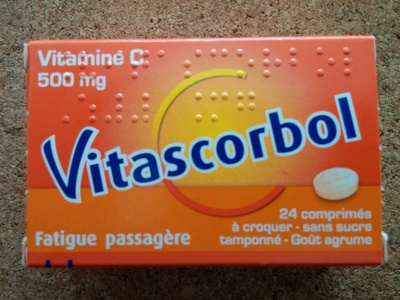 Vitamine C
500 mg
Vitascorbol
24 comprimés
à croquer - sans sucre
Fatigue passagère
tamponné - Goût agrume